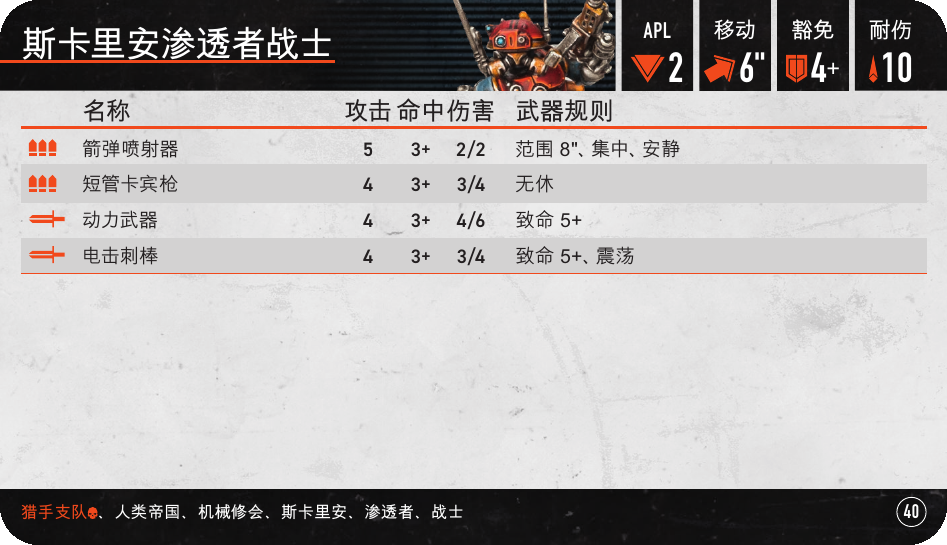 斯卡里安渗透者战士
APL 移动 豁免 耐伤
2 6" 4+ 10
名称 攻击 命中 伤害 武器规则
箭弹喷射器 5 3+ 2/2 范围 8"、集中、安静
短管卡宾枪 4 3+ 3/4 无休
动力武器 4 3+ 4/6 致命 5+
电击刺棒 4 3+ 3/4 致命 5+、震荡
猎手支队、人类帝国、机械修会、斯卡里安、渗透者、战士
40